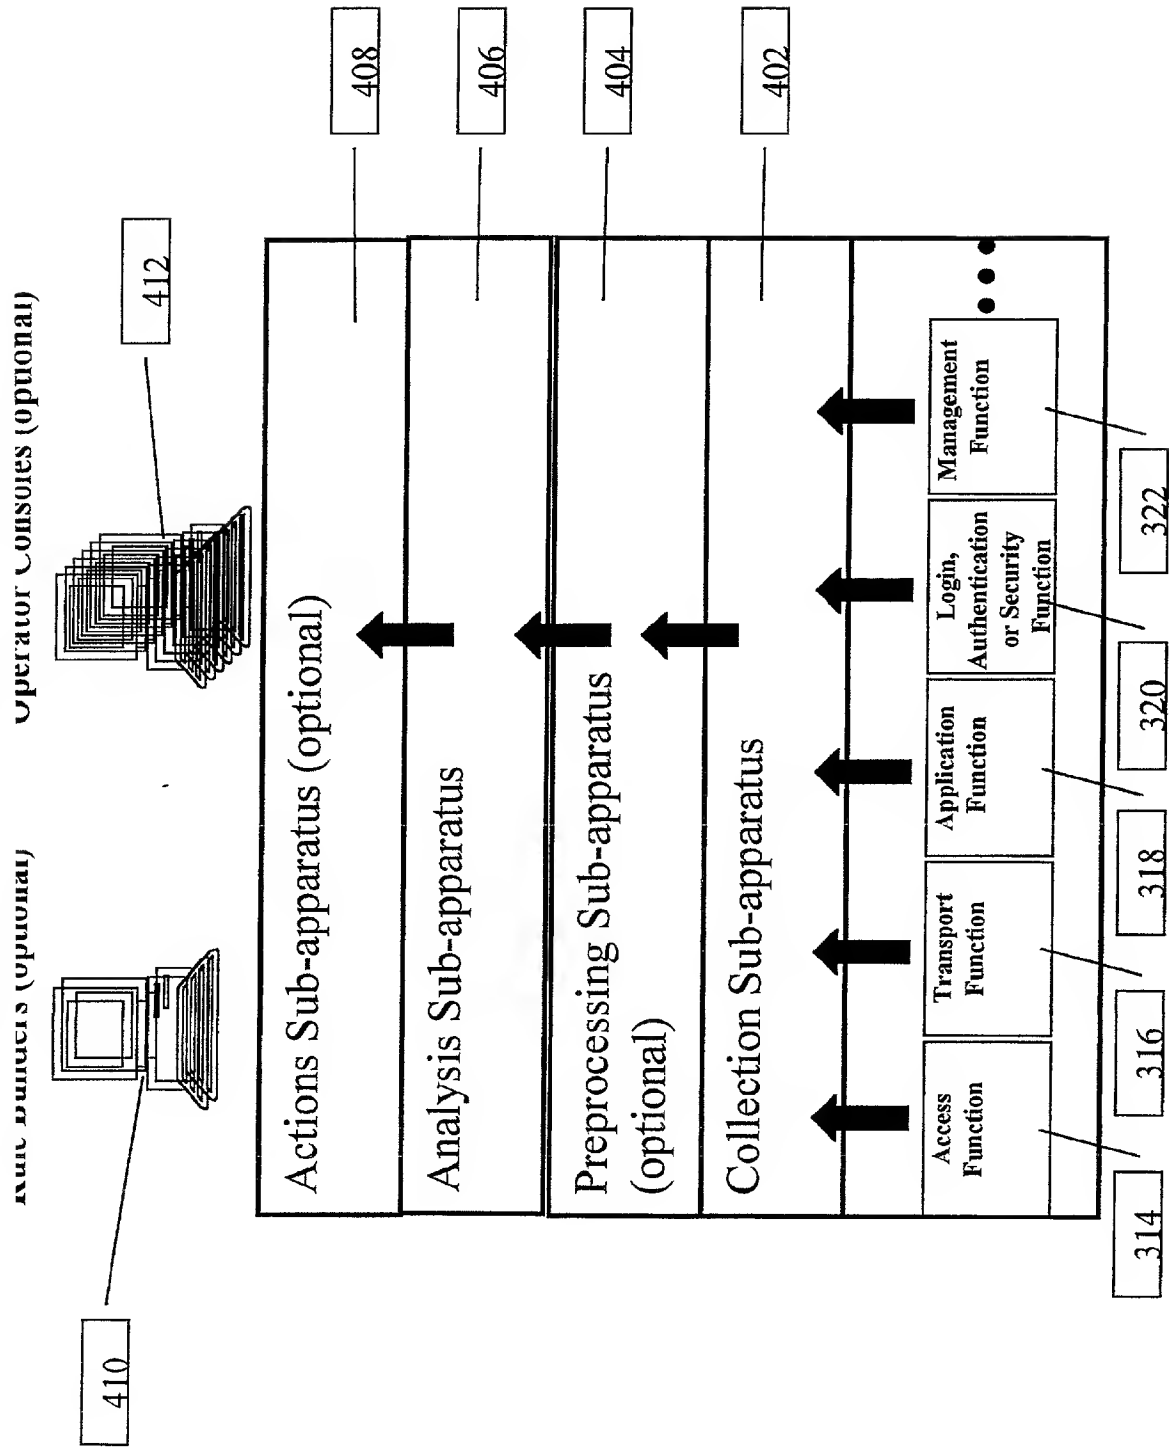 Rule Builders (optional)
Operator Consoles (optional)
410
412
Actions Sub-apparatus (optional)
408
Analysis Sub-apparatus
406
Preprocessing Sub-apparatus
(optional)
404
Collection Sub-apparatus
402
Access
Function
Transport
Function
Application
Function
Login,
Authentication
or Security
Function
Management
Function
314
316
318
320
322